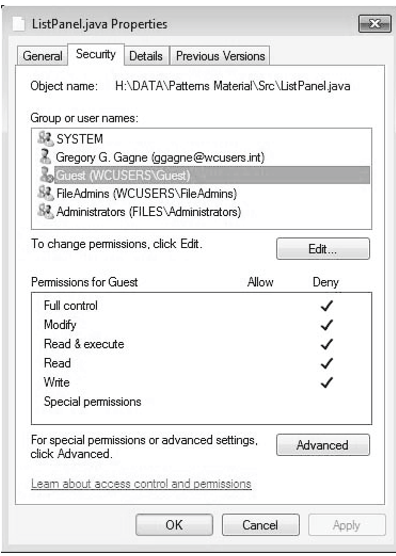 ListPanel.java Properties
General Security Details Previous Versions
Object name: H:\DATA\Patterns Material\Src\ListPanel.java
Group or user names:
SYSTEM
Gregory G. Gagne (ggagne@wcusers.int)
Guest (WCUSERS\Guest)
FileAdmins (WCUSERS\FileAdmins)
Administrators (FILES\Administrators)
To change permissions, click Edit. Edit...
Permissions for Guest Allow Deny
Full control
Modify
Read & execute
Read
Write
Special permissions
For special permissions or advanced settings, Advanced
click Advanced.
Learn about access control and permissions
OK Cancel Apply